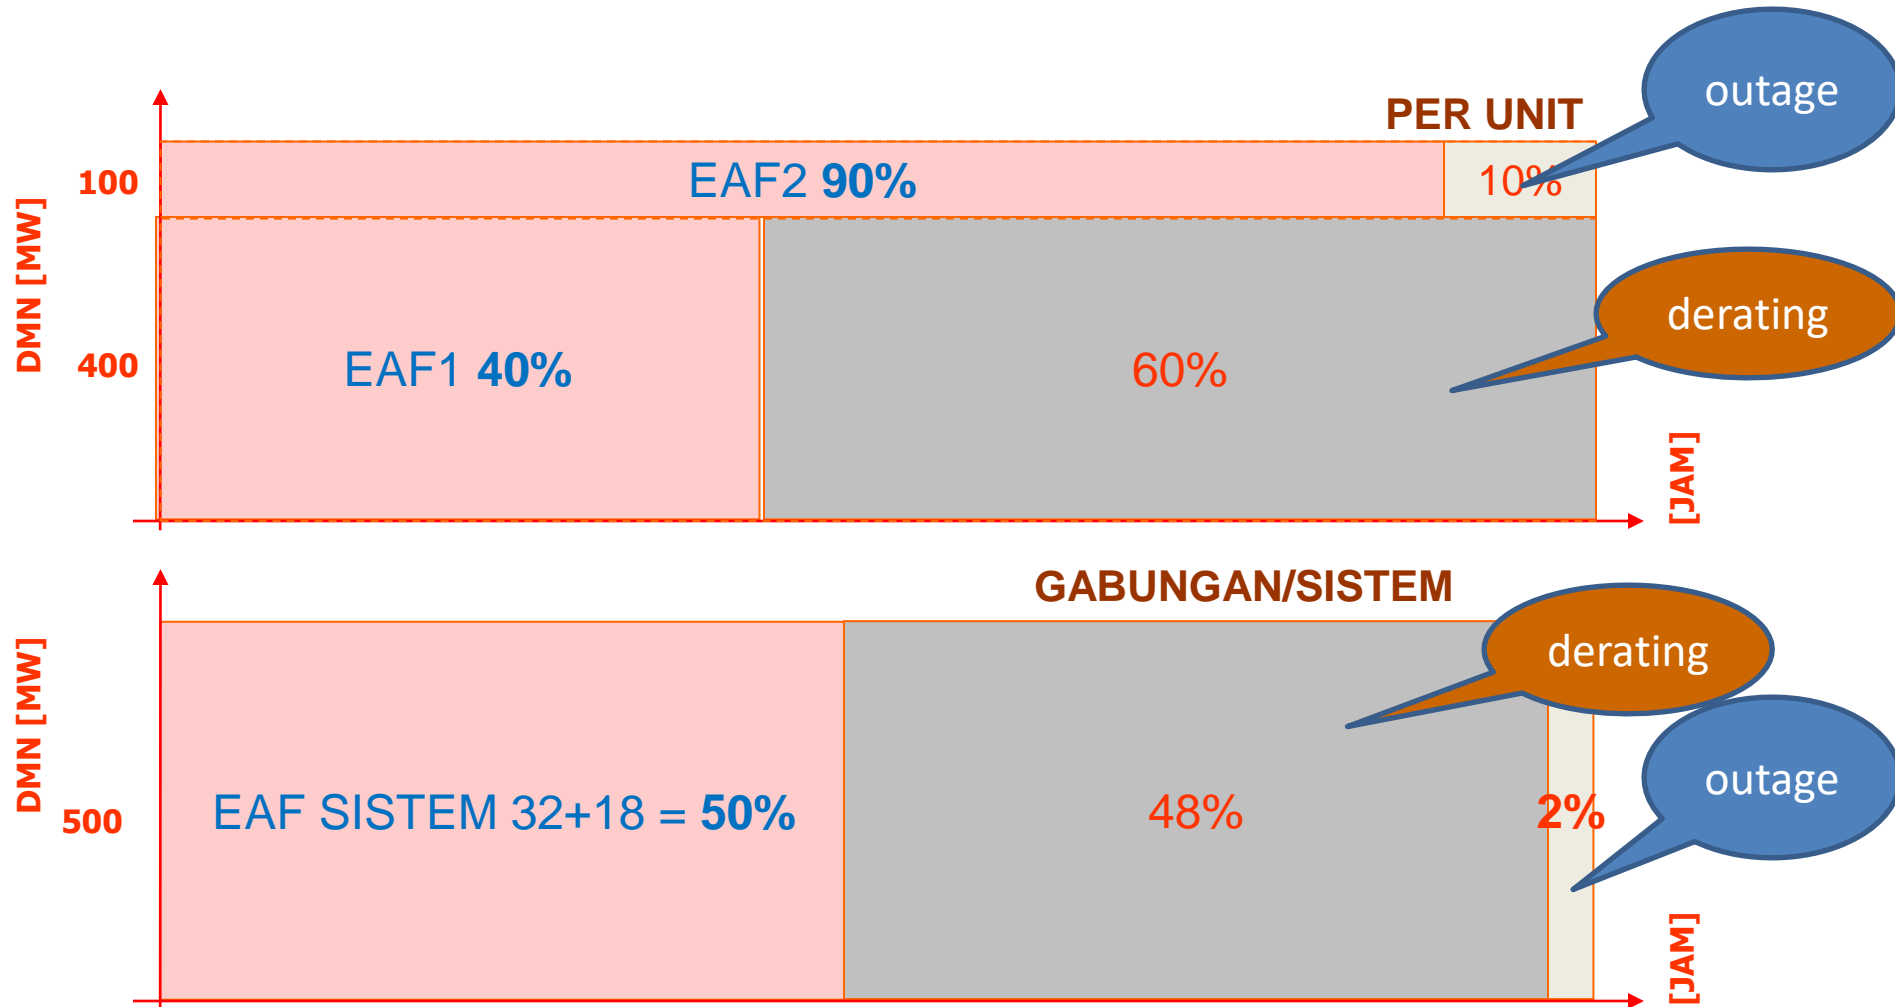 outage
PER UNIT
100
EAF2 90%
10%
DMN [MW]
derating
400
EAF1 40%
60%
[JAM]
GABUNGAN/SISTEM
derating
DMN [MW]
outage
500
EAF SISTEM 32+18 = 50%
48%
2%
[JAM]